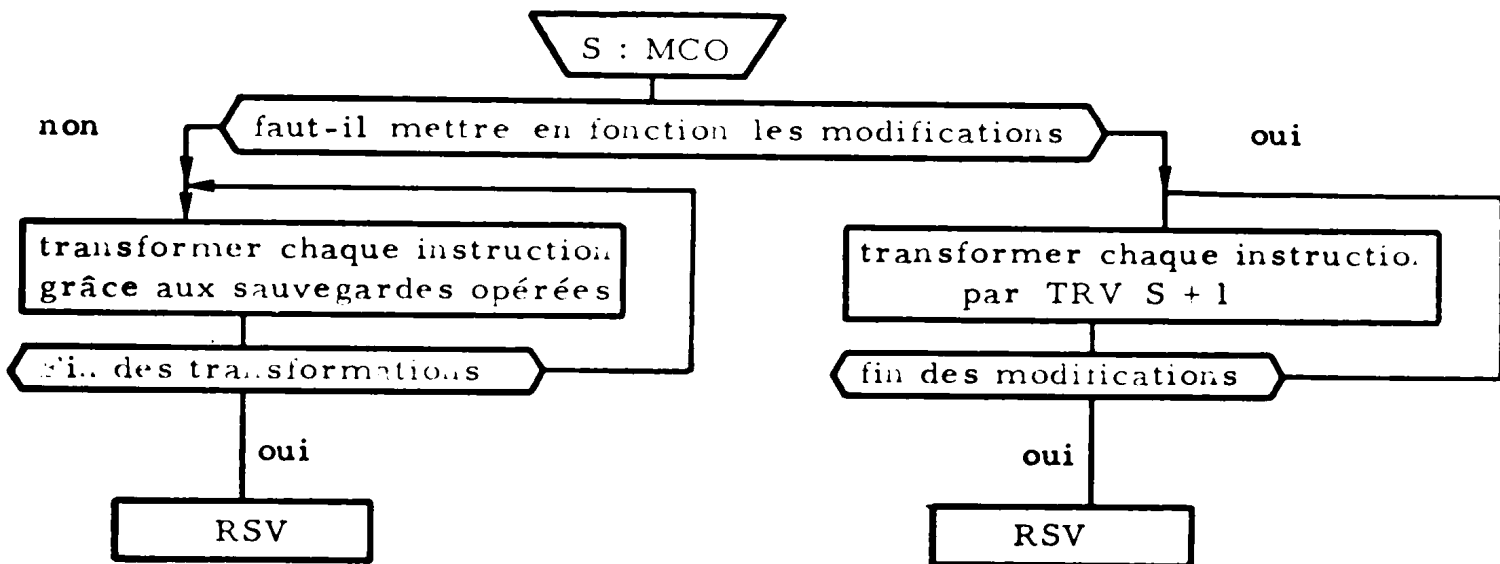 S : MCO
non
faut-il mettre en fonction les modifications
oui
transformer chaque instruction
grâce aux sauvegardes opérées
transformer chaque instructio
par TRV S + 1
des transformations
fin des modifications
oui
oui
RSV
RSV